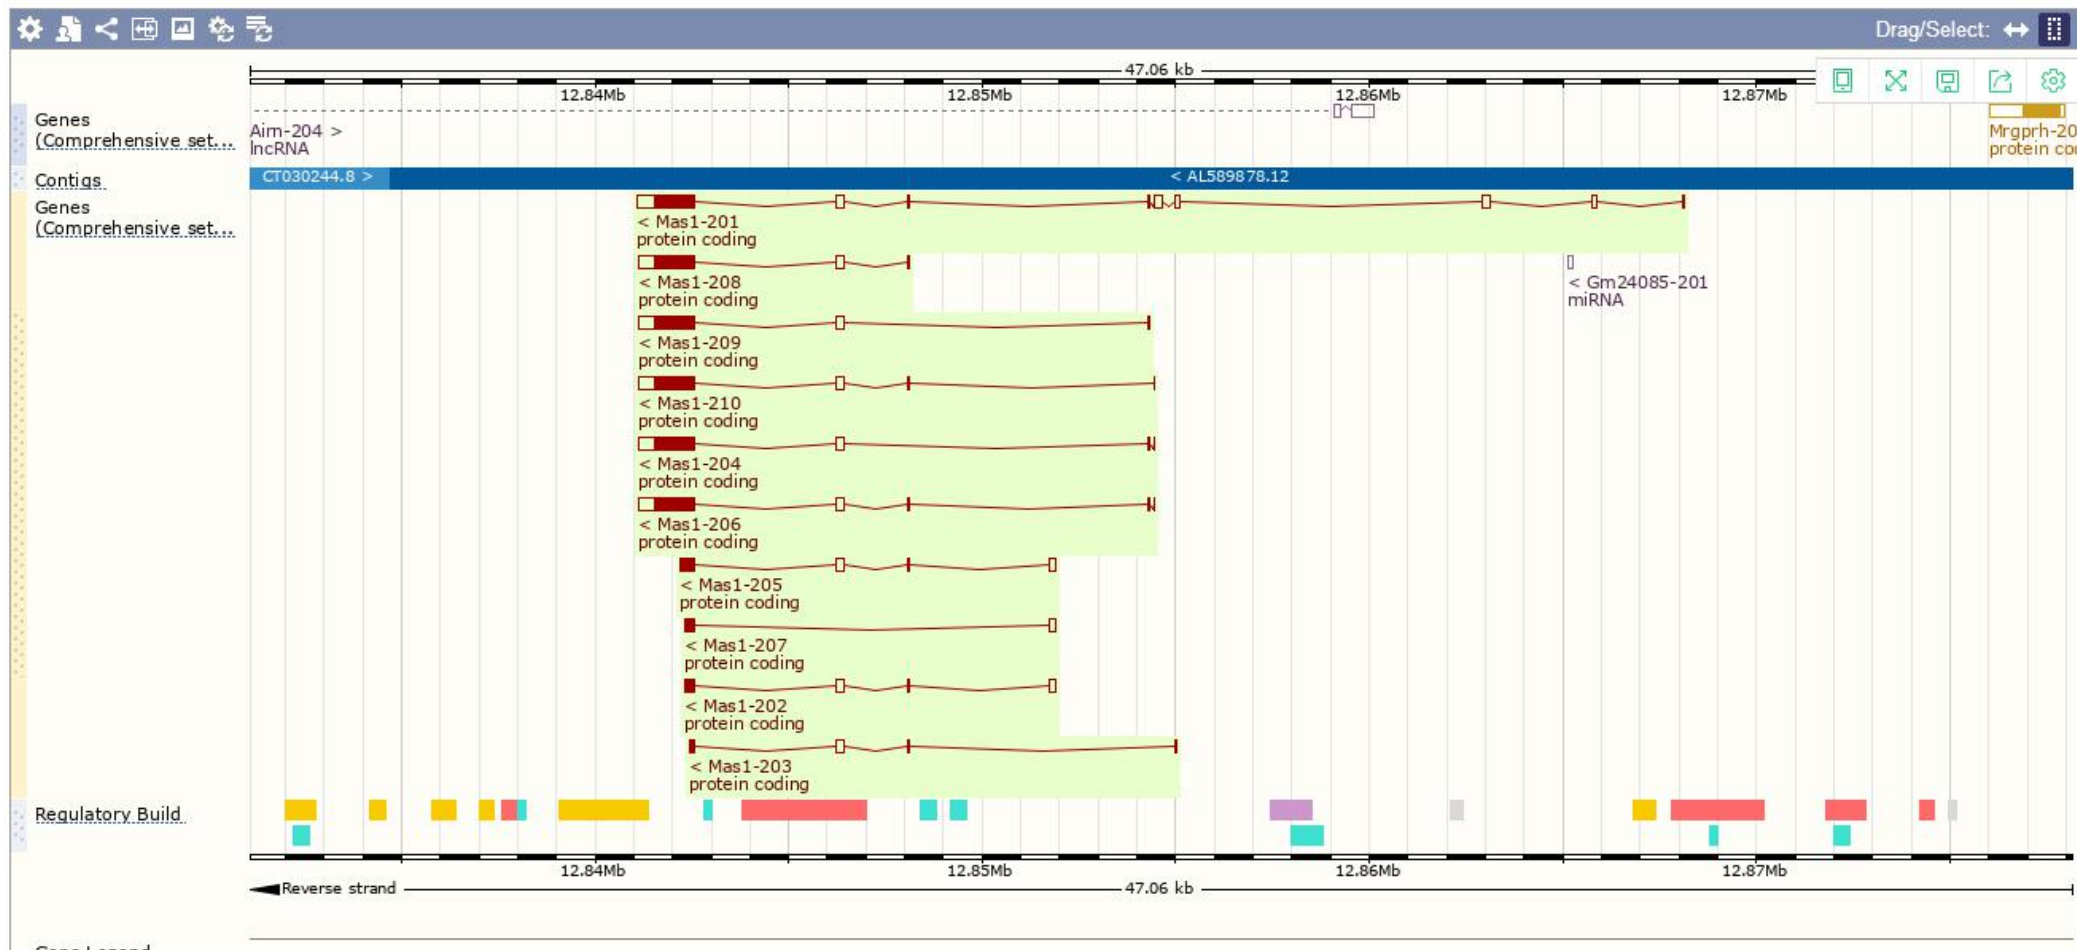 Drag/Select:
47.06 kb
12.84Mb 12.85Mb 12.86Mb 12.87Mb
Genes
(Comprehensive set...
Airn-204 >
lncRNA
Mrgprh-20
protein co
Contigs
CT030244.8 >
< AL589878.12
Genes
(Comprehensive set...
< Mas1-201
protein coding
< Mas1-208
protein coding
< Gm24085-201
miRNA
< Mas1-209
protein coding
< Mas1-210
protein coding
< Mas1-204
protein coding
< Mas1-206
protein coding
< Mas1-205
protein coding
< Mas1-207
protein coding
< Mas1-202
protein coding
< Mas1-203
protein coding
Regulatory Build
12.84Mb 12.85Mb 12.86Mb 12.87Mb
Reverse strand
47.06 kb